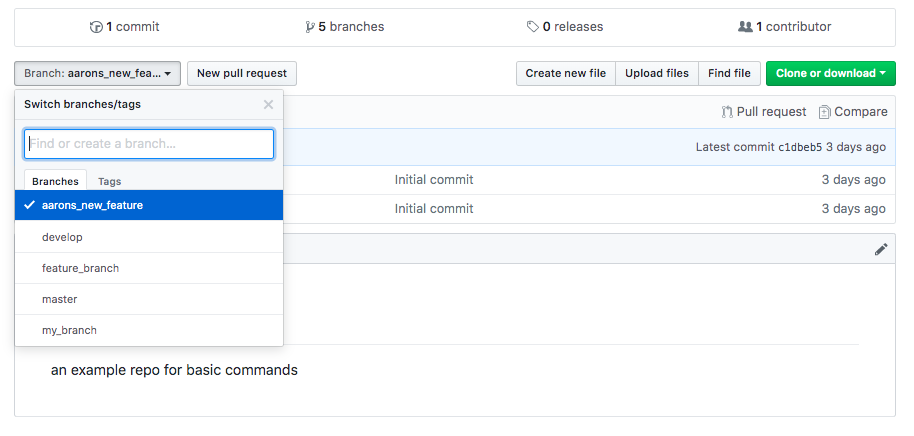 1 commit 5 branches 0 releases 1 contributor
Branch: aarons_new_fea... New pull request Create new file Upload files Find file Clone or download
Switch branches/tags
Pull request Compare
Find or create a branch...
Latest commit c1dbeb5 3 days ago
Branches Tags
Initial commit 3 days ago
aarons_new_feature
Initial commit 3 days ago
develop
feature_branch
master
my_branch
an example repo for basic commands